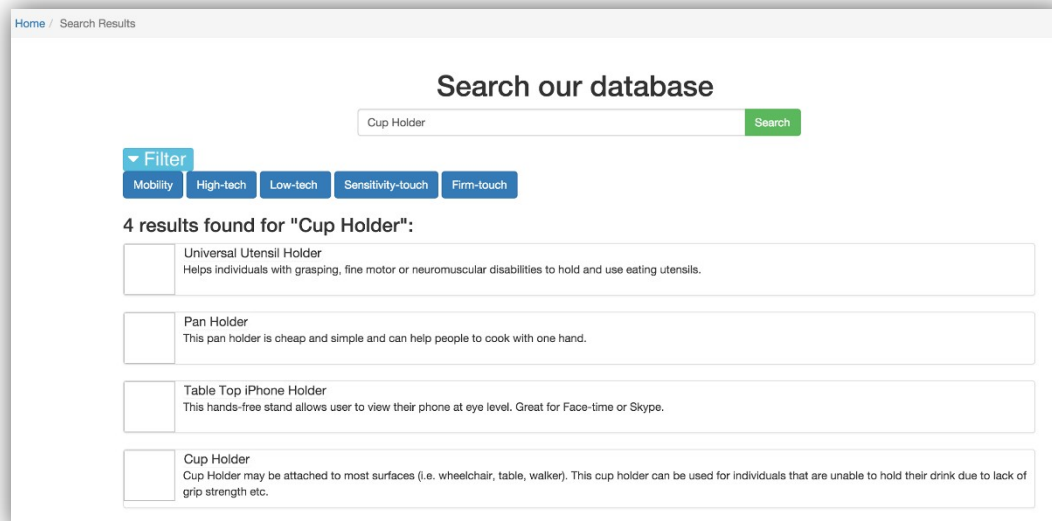 Home / Search Results
Search our database
Cup Holder
Search
Filter
Mobility
High-tech
Low-tech
Sensitivity-touch
Firm-touch
4 results found for "Cup Holder":
Universal Utensil Holder
Helps individuals with grasping, fine motor or neuromuscular disabilities to hold and use eating utensils.
Pan Holder
This pan holder is cheap and simple and can help people to cook with one hand.
Table Top iPhone Holder
This hands-free stand allows user to view their phone at eye level. Great for Face-time or Skype.
Cup Holder
Cup Holder may be attached to most surfaces (i.e. wheelchair, table, walker). This cup holder can be used for individuals that are unable to hold their drink due to lack of
grip strength etc.